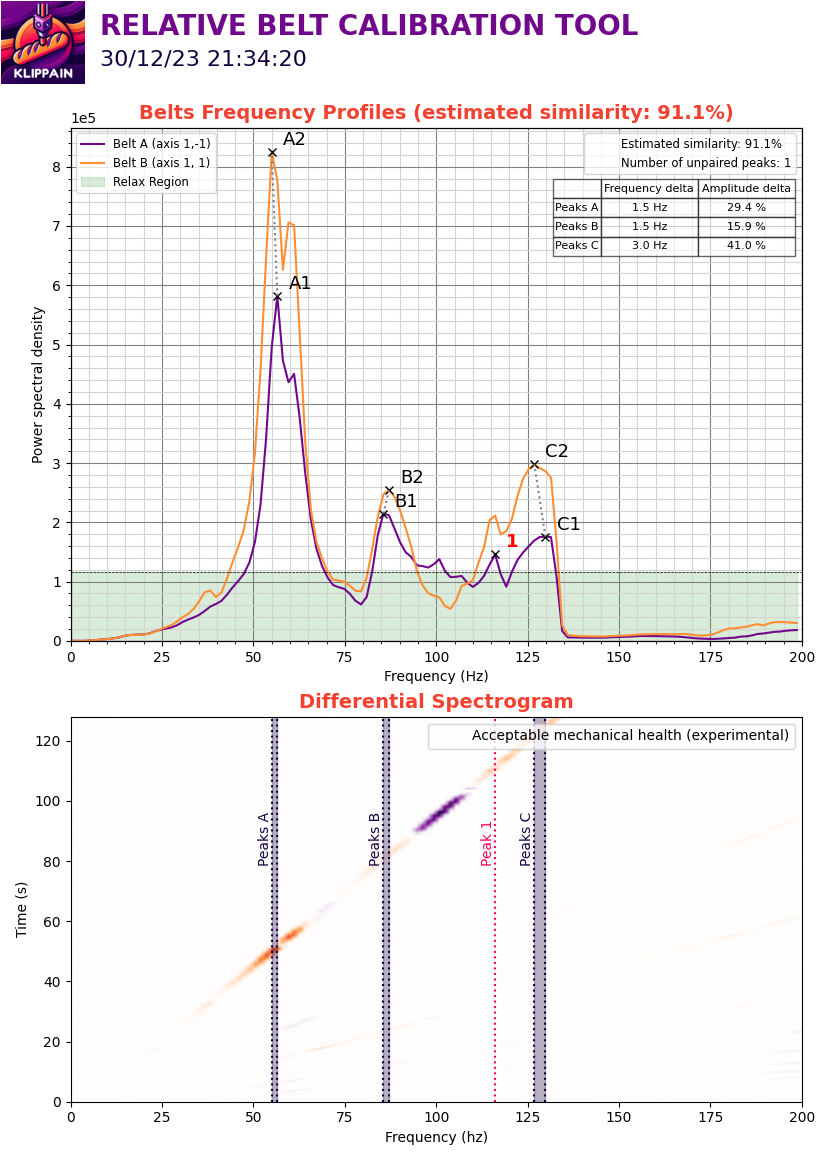 KLIPPAIN
RELATIVE BELT CALIBRATION TOOL
30/12/23 21:34:20
Belts Frequency Profiles (estimated similarity: 91.1%)
1e5
Belt A (axis 1,-1)
Belt B (axis 1, 1)
Relax Region
Estimated similarity: 91.1%
Number of unpaired peaks: 1
Frequency delta Amplitude delta
Peaks A 1.5 Hz 29.4 %
Peaks B 1.5 Hz 15.9 %
Peaks C 3.0 Hz 41.0 %
A2
A1
B2
B1
C2
C1
1
Power spectral density
8
7
6
5
4
3
2
1
0
0 25 50 75 100 125 150 175 200
Frequency (Hz)
Differential Spectrogram
Acceptable mechanical health (experimental)
Peaks A
Peaks B
Peak 1
Peaks C
Time (s)
120
100
80
60
40
20
0
0 25 50 75 100 125 150 175 200
Frequency (hz)